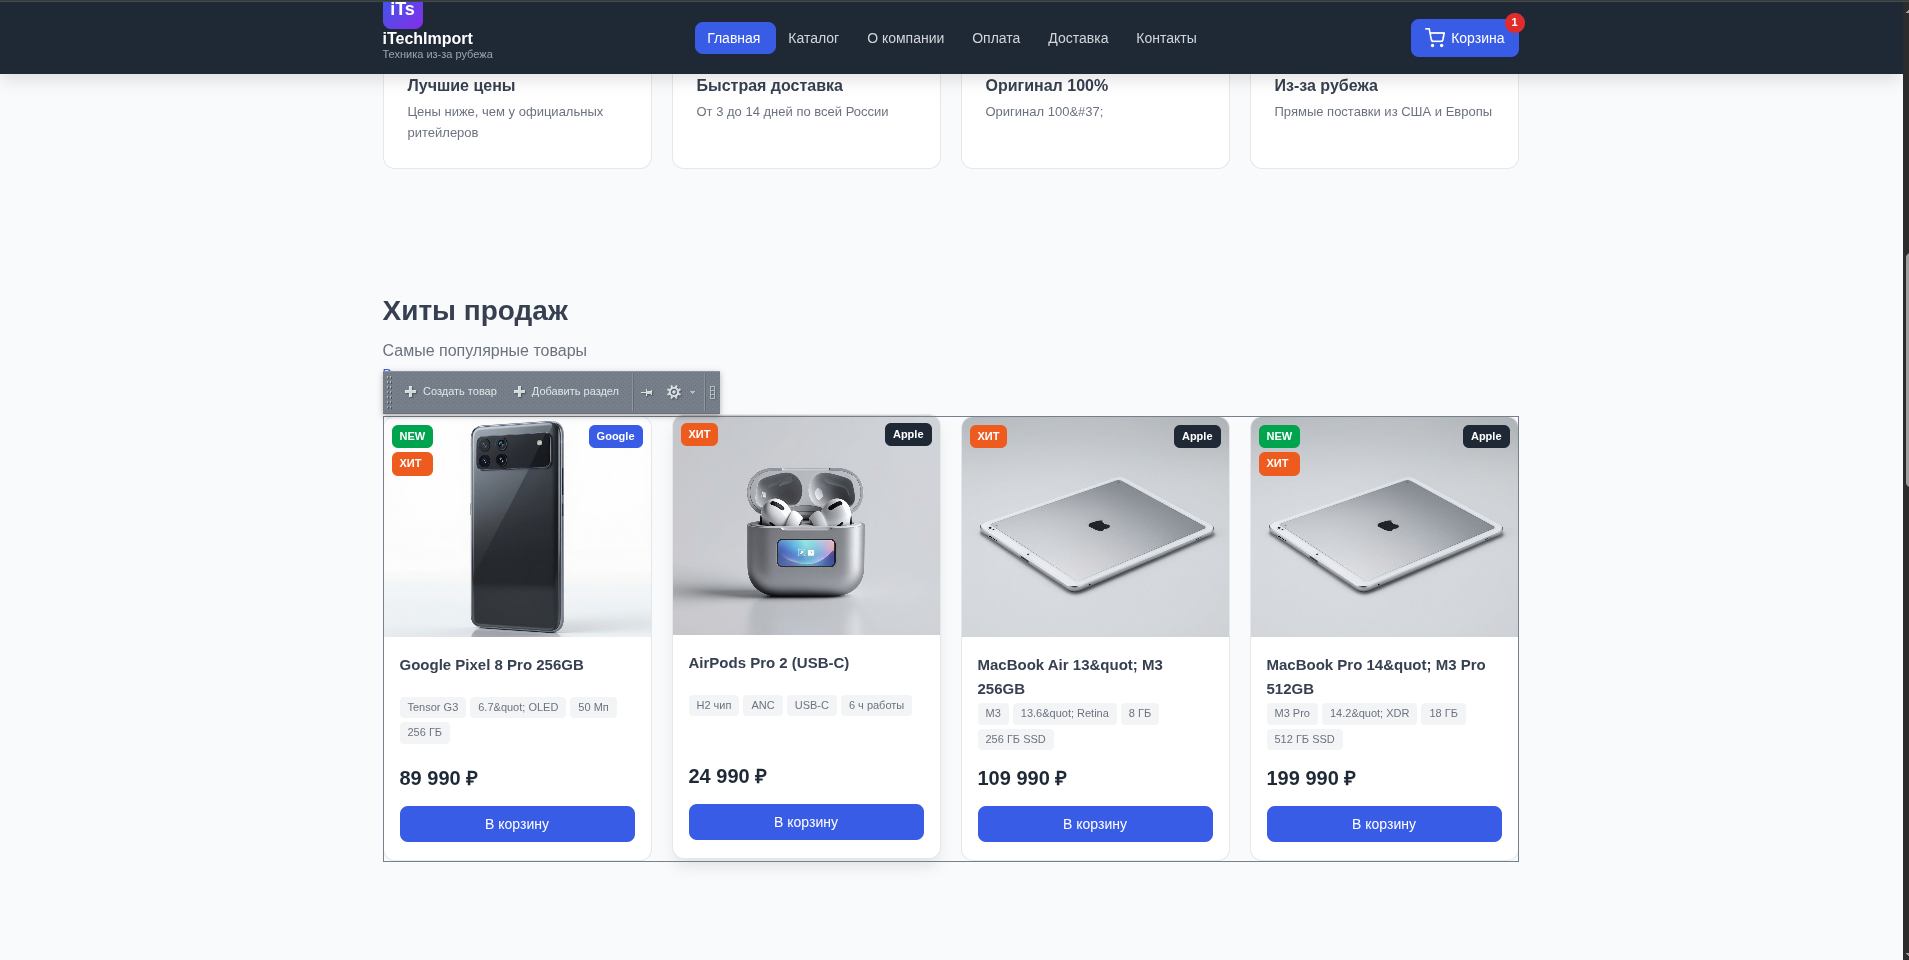 iTs
iTechImport
Техника из-за рубежа
Главная
Каталог
О компании
Оплата
Доставка
Контакты
Корзина
1
Лучшие цены
Цены ниже, чем у официальных
ритейлеров
Быстрая доставка
От 3 до 14 дней по всей России
Оригинал 100%
Оригинал 100&#37;
Из-за рубежа
Прямые поставки из США и Европы
Хиты продаж
Самые популярные товары
Создать товар
Добавить раздел
NEW
ХИТ
Google
Google Pixel 8 Pro 256GB
Tensor G3
6.7&quot; OLED
50 Мп
256 ГБ
89 990 ₽
В корзину
ХИТ
Apple
AirPods Pro 2 (USB-C)
H2 чип
ANC
USB-C
6 ч работы
24 990 ₽
В корзину
ХИТ
Apple
MacBook Air 13&quot; M3
256GB
M3
13.6&quot; Retina
8 ГБ
256 ГБ SSD
109 990 ₽
В корзину
NEW
ХИТ
Apple
MacBook Pro 14&quot; M3 Pro
512GB
M3 Pro
14.2&quot; XDR
18 ГБ
512 ГБ SSD
199 990 ₽
В корзину